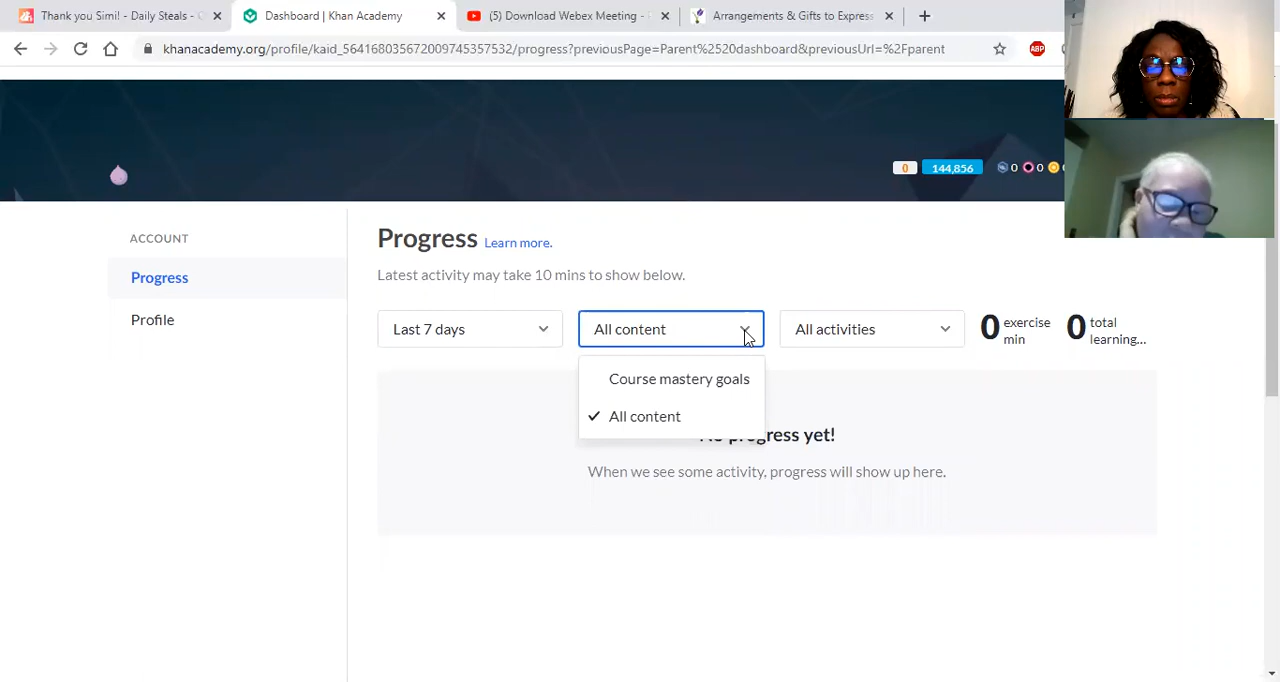 Thank you Simi! - Daily Steals -
Dashboard | Khan Academy
(5) Download Webex Meeting -
Arrangements & Gifts to Express
khanacademy.org/profile/kaid_564168035672009745357532/progress?previousPage=Parent%2520dashboard&previousUrl=%2Fparent
ABP
0 144,856 0 0
ACCOUNT
Progress
Profile
Progress Learn more.
Latest activity may take 10 mins to show below.
Last 7 days
All content
All activities
0 exercise min
0 total learning...
Course mastery goals
All content
No progress yet!
When we see some activity, progress will show up here.